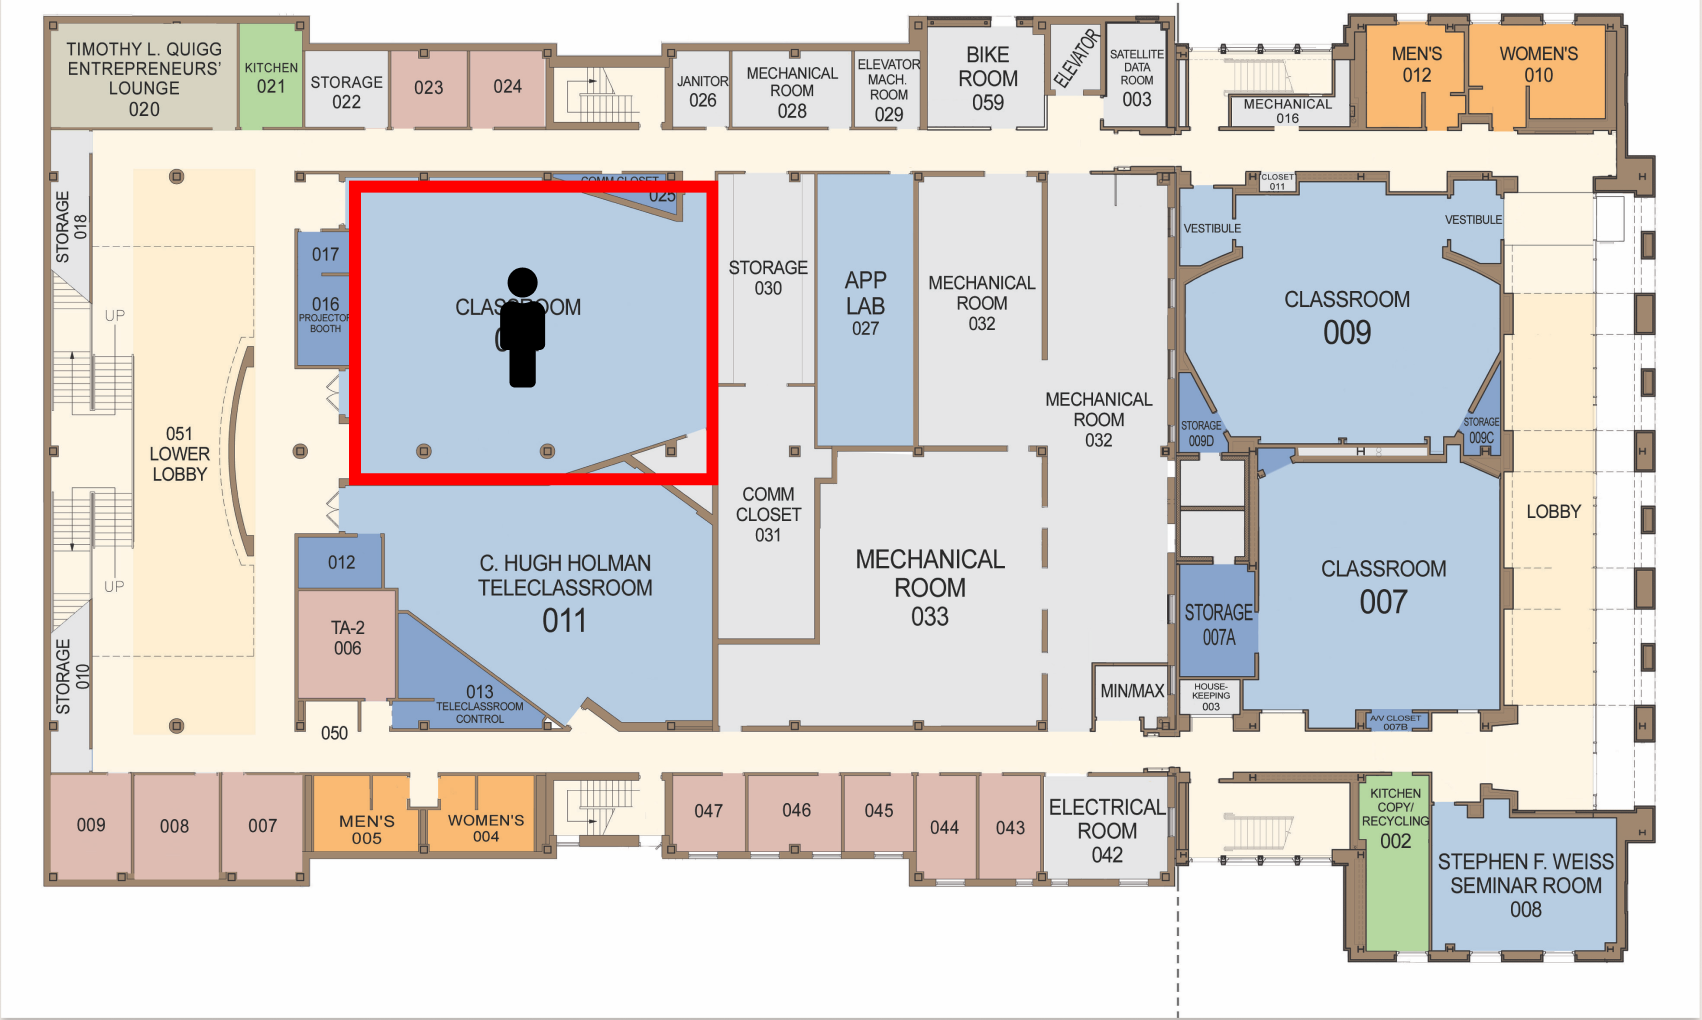 TIMOTHY L. QUIGG
ENTREPRENEURS'
LOUNGE
020
KITCHEN
021
STORAGE
022
023
024
JANITOR
026
MECHANICAL
ROOM
028
ELEVATOR
MACH.
ROOM
029
BIKE
ROOM
059
ELEVATOR
SATELLITE
DATA
ROOM
003
MECHANICAL
016
MEN'S
012
WOMEN'S
010
STORAGE
018
COMM CLOSET
025
017
016
PROJECTOR
BOOTH
CLASSROOM
STORAGE
030
APP
LAB
027
MECHANICAL
ROOM
032
MECHANICAL
ROOM
032
CLOSET
011
VESTIBULE
VESTIBULE
CLASSROOM
009
STORAGE
009D
STORAGE
009C
UP
051
LOWER
LOBBY
UP
COMM
CLOSET
031
C. HUGH HOLMAN
TELECLASSROOM
011
012
TA-2
006
013
TELECLASSROOM
CONTROL
050
MECHANICAL
ROOM
033
MIN/MAX
CLASSROOM
007
STORAGE
007A
HOUSE-
KEEPING
003
A/V CLOSET
007B
LOBBY
STORAGE
010
009
008
007
MEN'S
005
WOMEN'S
004
047
046
045
044
043
ELECTRICAL
ROOM
042
KITCHEN
COPY/
RECYCLING
002
STEPHEN F. WEISS
SEMINAR ROOM
008